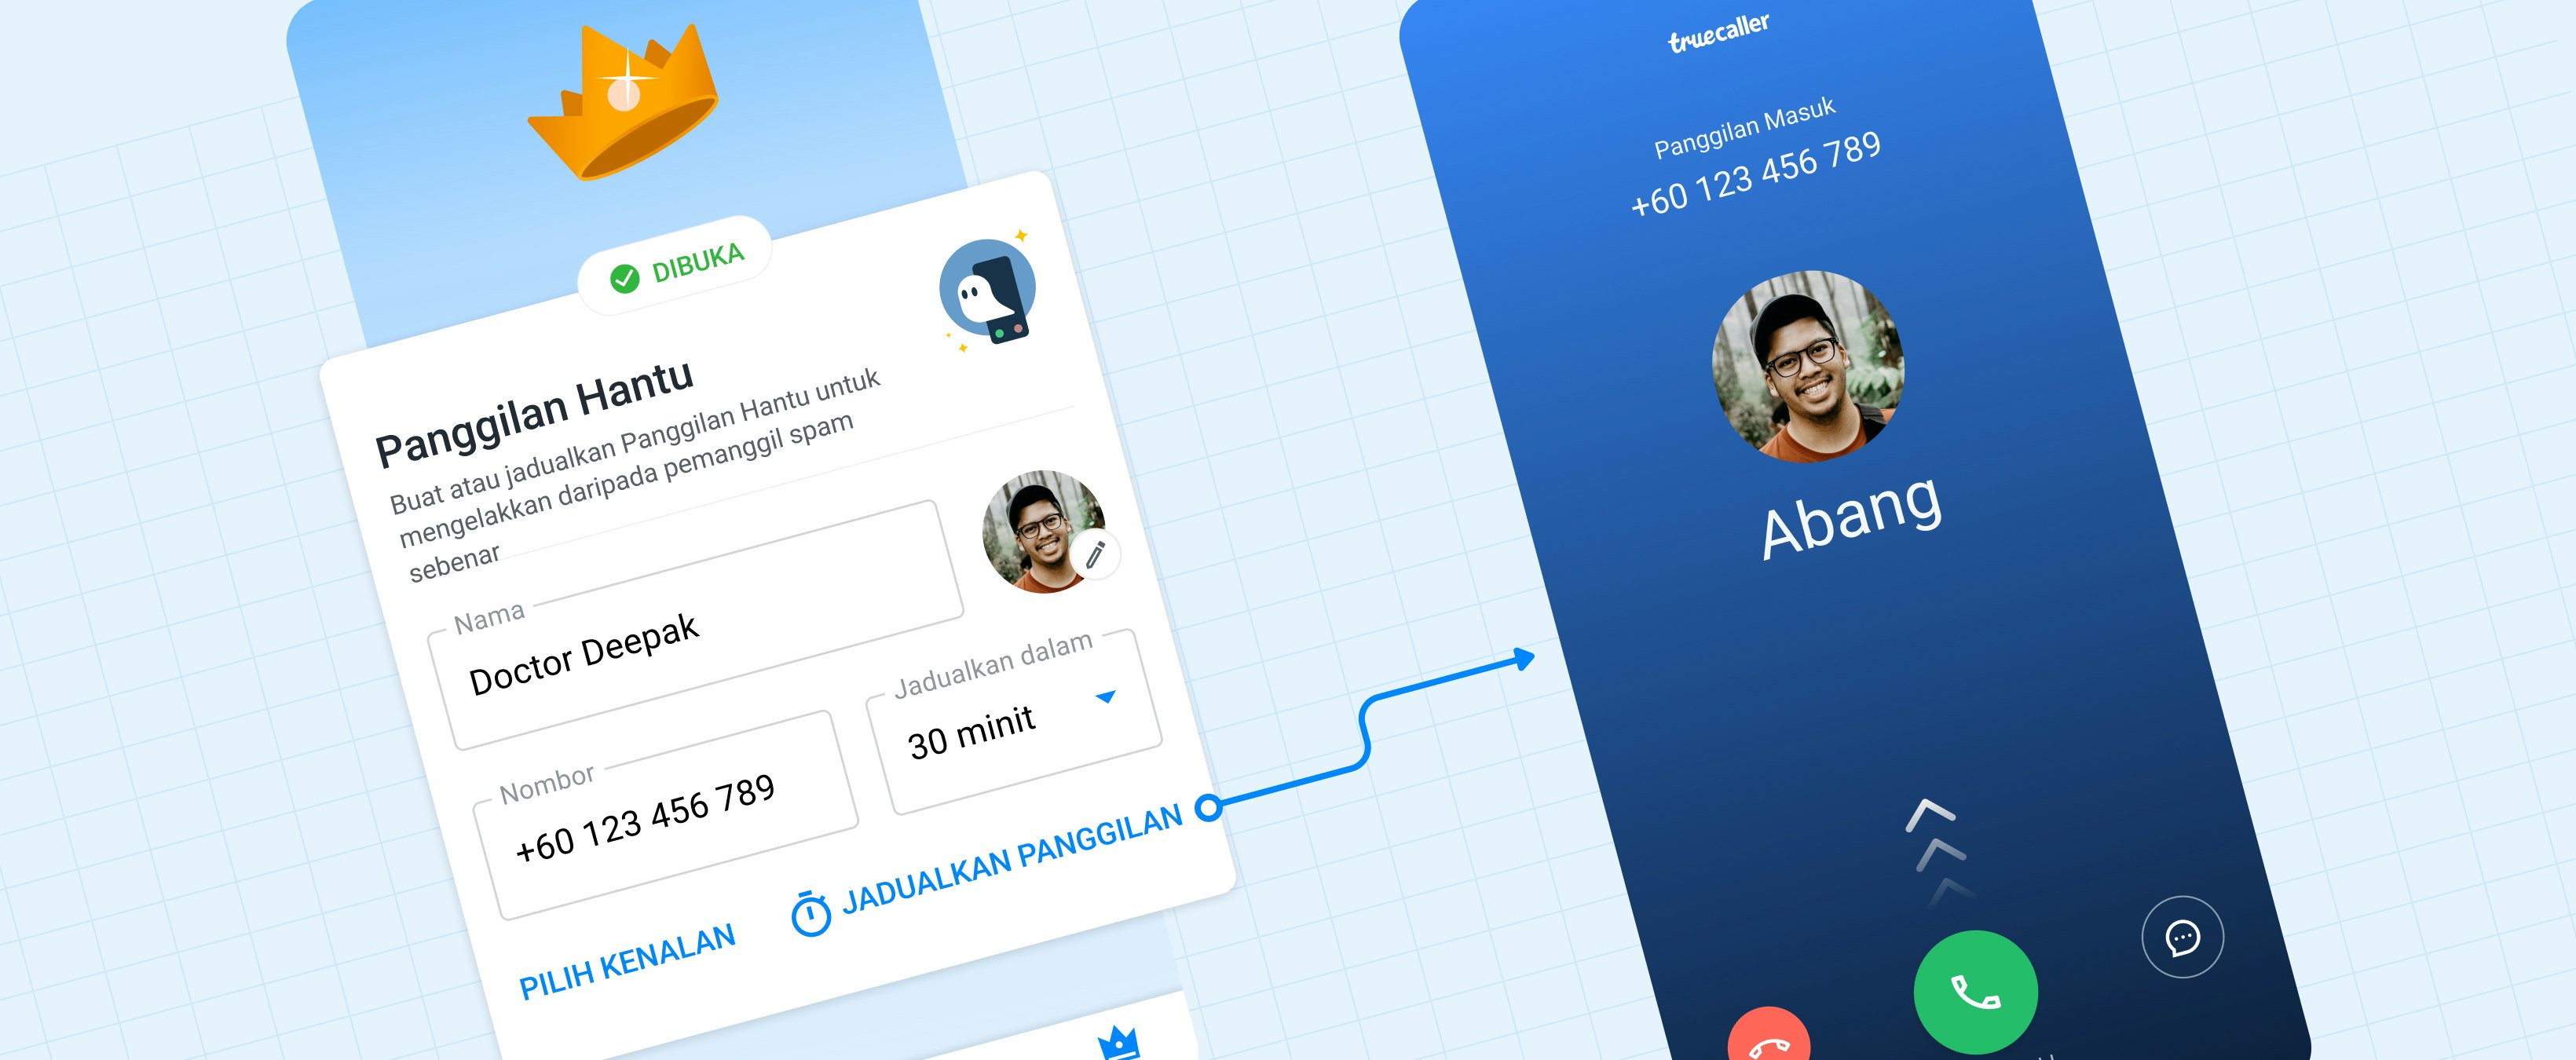 DIBUKA
Panggilan Hantu
Buat atau jadualkan Panggilan Hantu untuk
mengelakkan daripada pemanggil spam
sebenar
Nama
Doctor Deepak
Nombor
+60 123 456 789
Jadualkan dalam
30 minit
PILIH KENALAN
JADUALKAN PANGGILAN
truecaller
Panggilan Masuk
+60 123 456 789
Abang